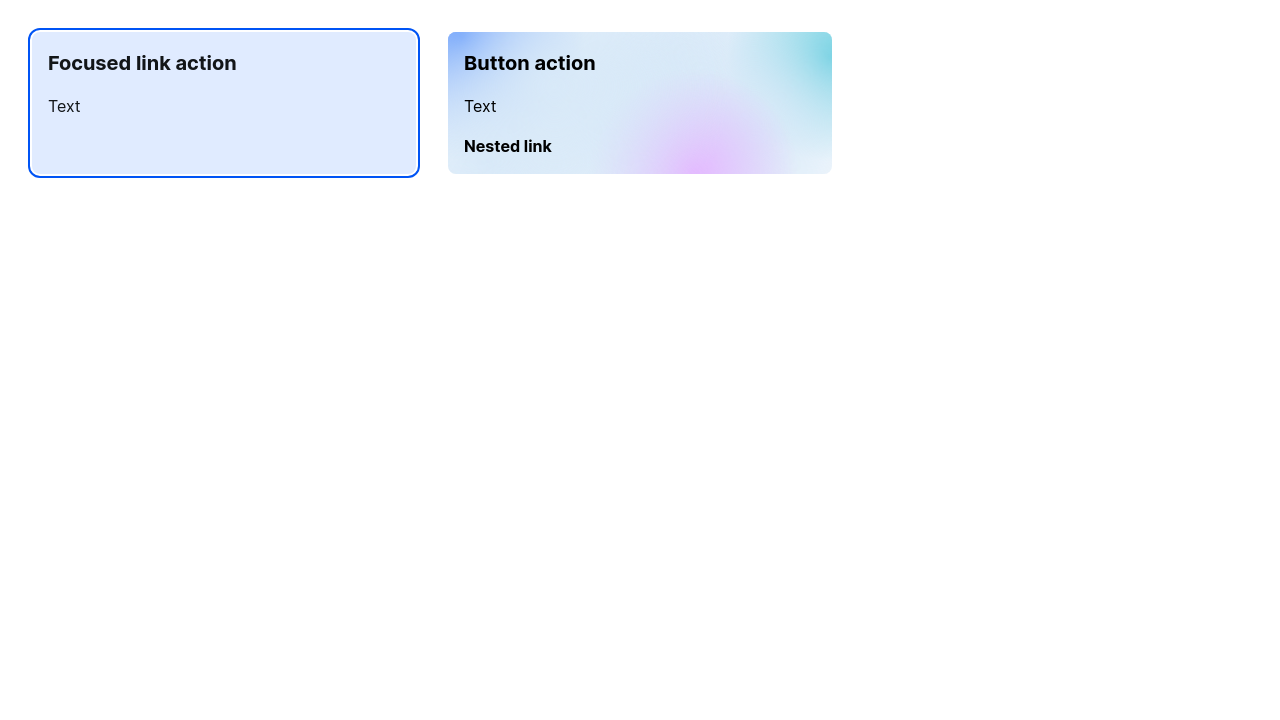 Focused link action
Text
Button action
Text
Nested link